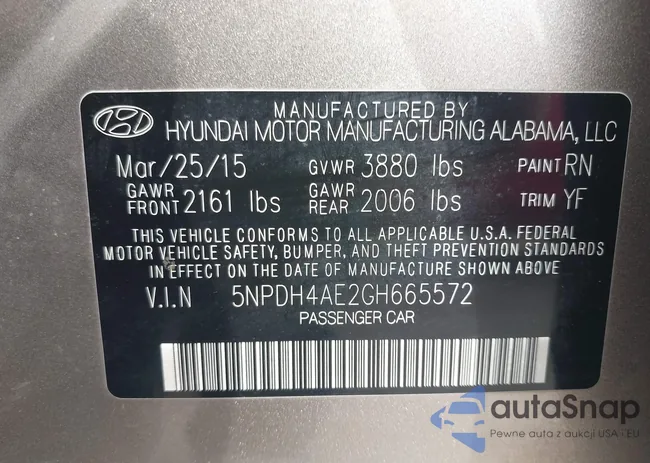 MANUFACTURED BY
HYUNDAI MOTOR MANUFACTURING ALABAMA, LLC
Mar/25/15 GVWR 3880 lbs PAINT RN
GAWR FRONT 2161 lbs GAWR REAR 2006 lbs TRIM YF
THIS VEHICLE CONFORMS TO ALL APPLICABLE U.S.A. FEDERAL
MOTOR VEHICLE SAFETY, BUMPER, AND THEFT PREVENTION STANDARDS
IN EFFECT ON THE DATE OF MANUFACTURE SHOWN ABOVE
V.I.N 5NPDH4AE2GH665572
PASSENGER CAR
autaSnap
Pewne auta z aukcji USA - EU